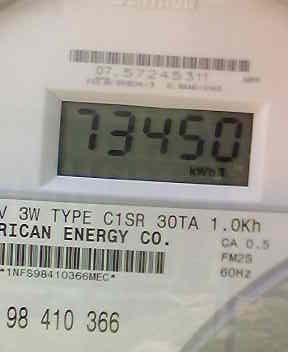 07.57245311
73450
kWh
V 3W TYPE C1SR 30TA 1.0Kh
RICAN ENERGY CO.
CA 0.5
FM2S
60Hz
*1NFS98410366MEC*
98 410 366